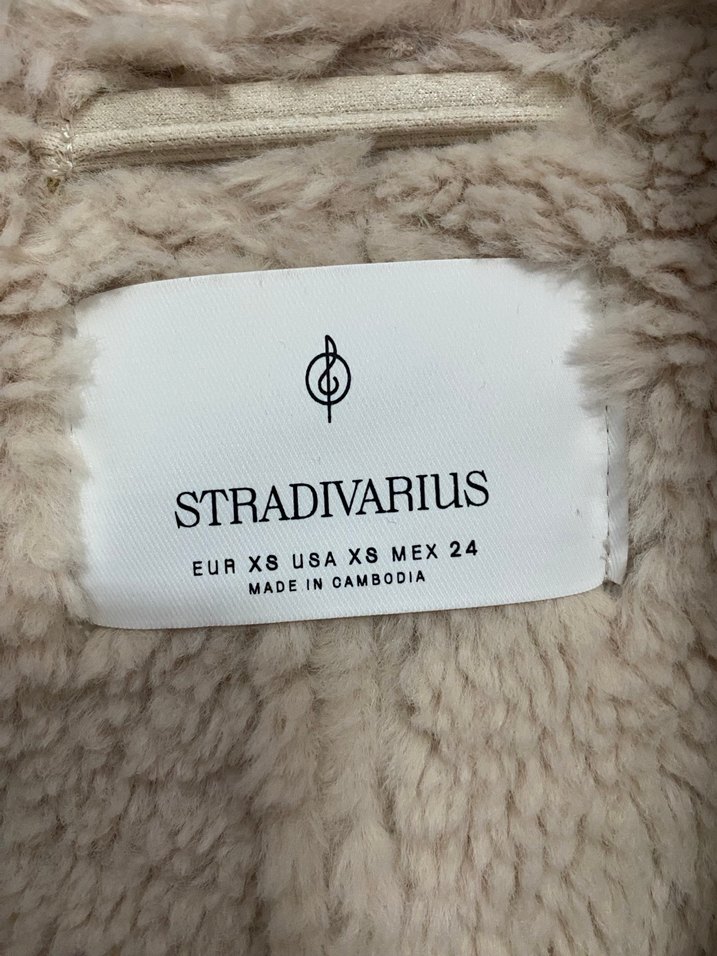 STRADIVARIUS
EUR XS USA XS MEX 24
MADE IN CAMBODIA